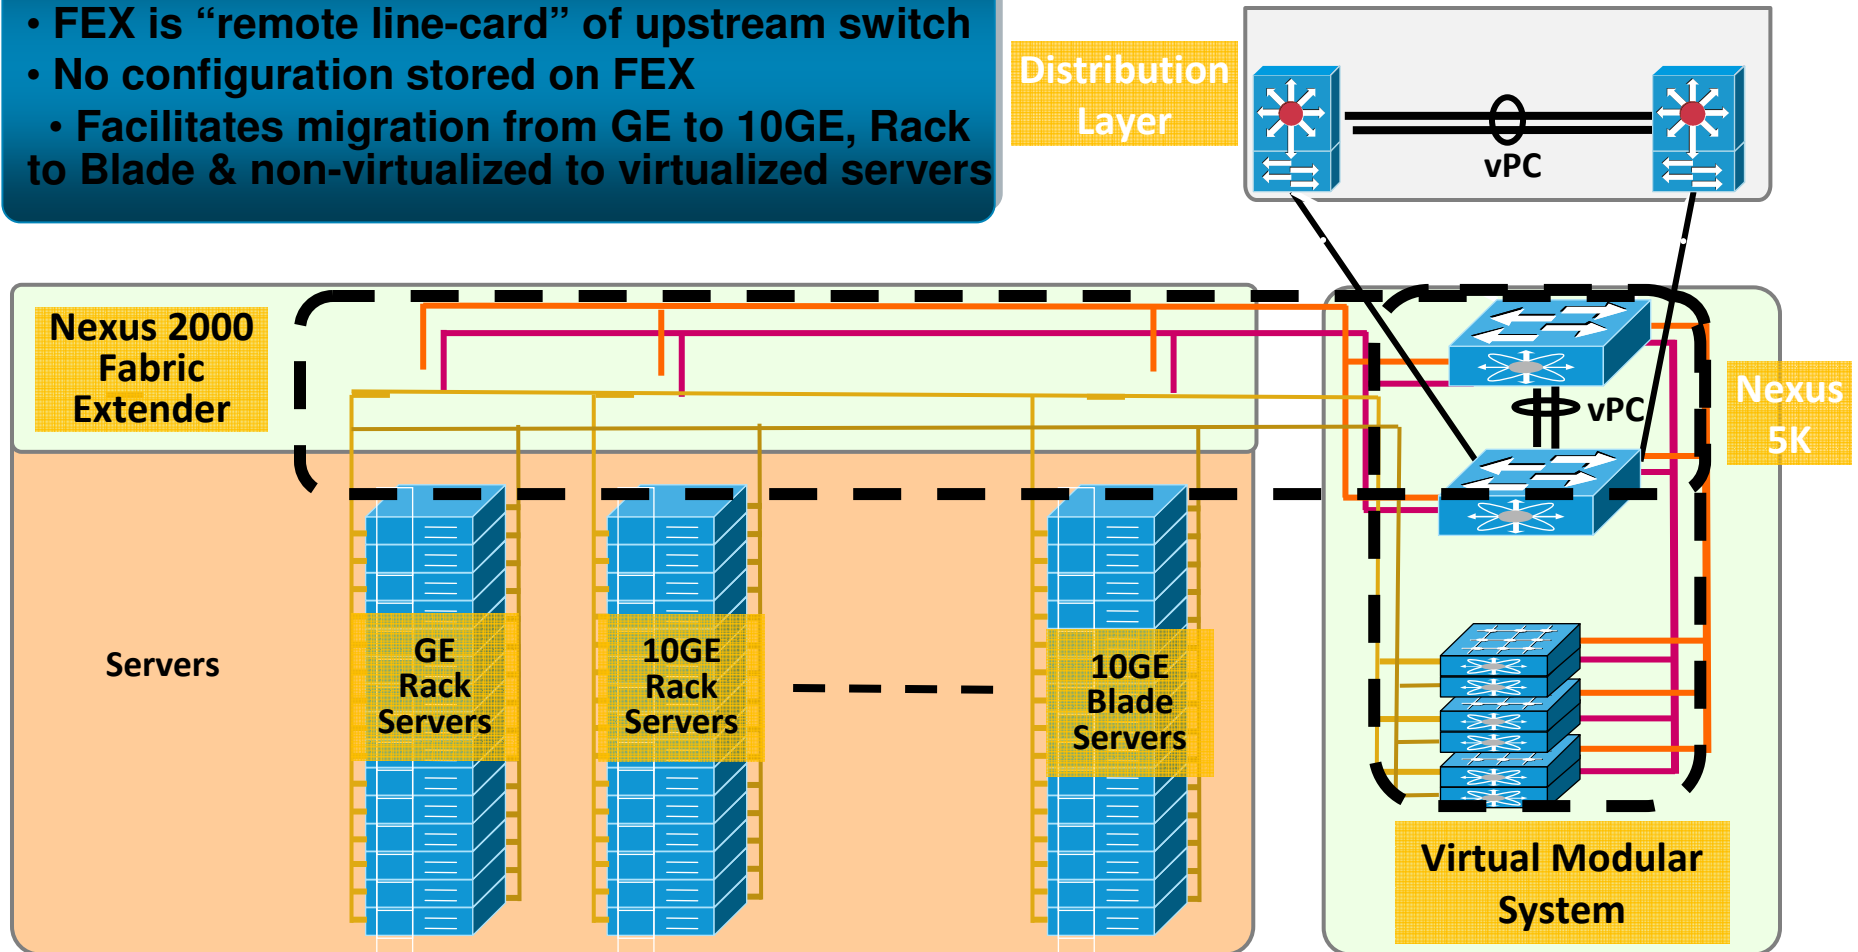 • FEX is “remote line-card” of upstream switch
• No configuration stored on FEX
• Facilitates migration from GE to 10GE, Rack
to Blade & non-virtualized to virtualized servers
Distribution
Layer
vPC
Nexus 2000
Fabric
Extender
vPC
Nexus
5K
Servers
GE
Rack
Servers
10GE
Rack
Servers
10GE
Blade
Servers
Virtual Modular
System